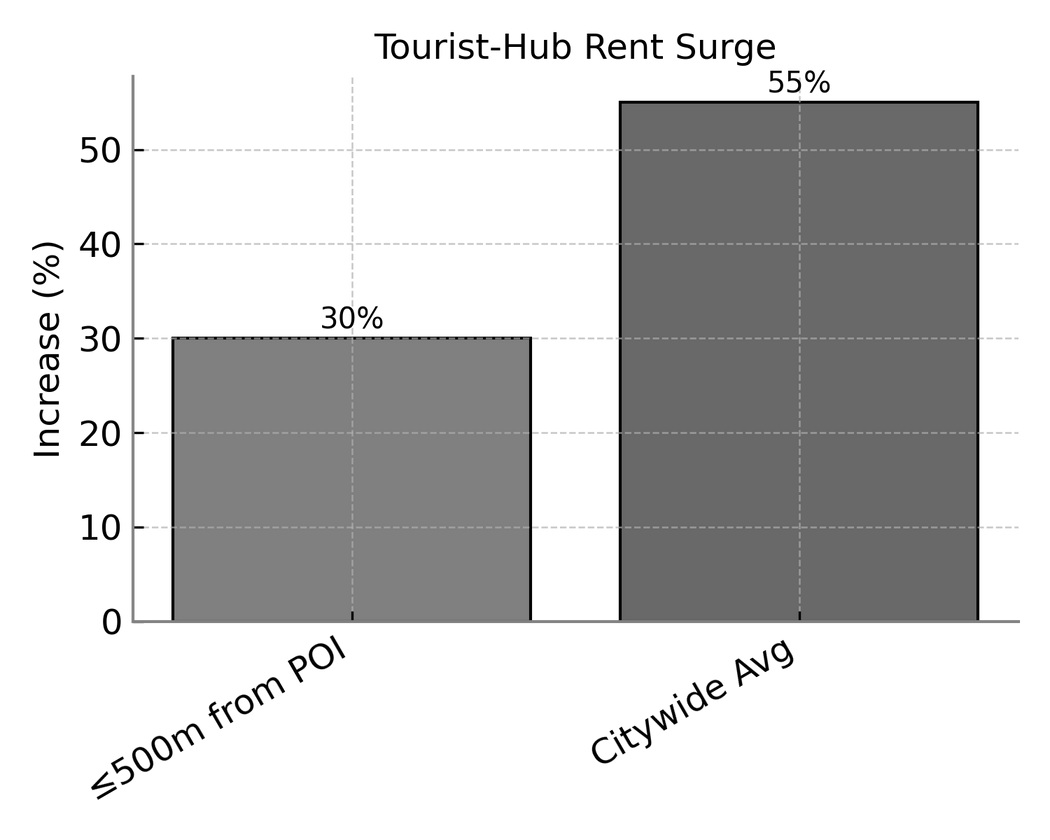 Tourist-Hub Rent Surge
55%
30%
Increase (%)
50
40
30
20
10
0
≤500m from POI
Citywide Avg